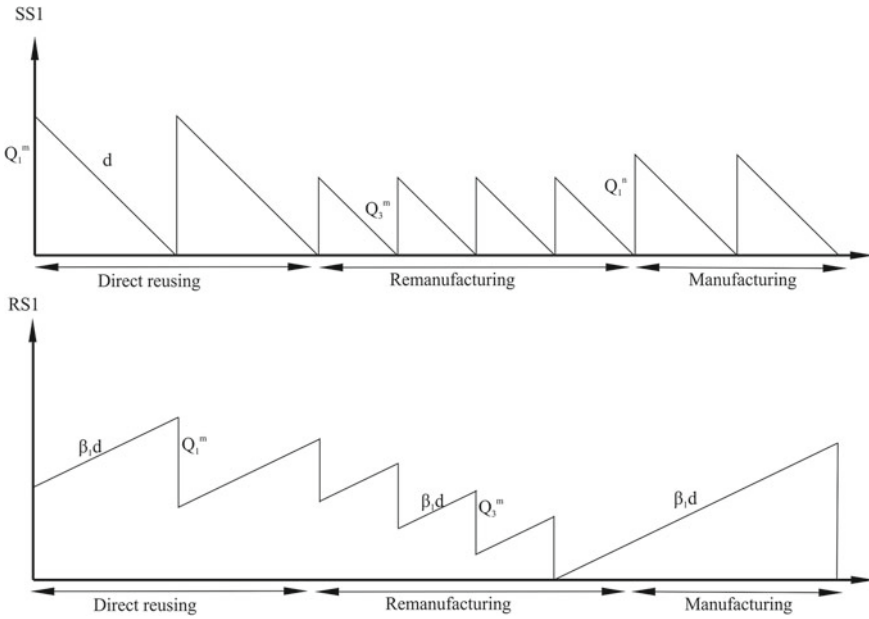 SS1
Q₁ᵐ
d
Q₃ᵐ
Q₁ⁿ
Direct reusing
Remanufacturing
Manufacturing
RS1
β₁d
Q₁ᵐ
β₁d
Q₃ᵐ
β₁d
Direct reusing
Remanufacturing
Manufacturing